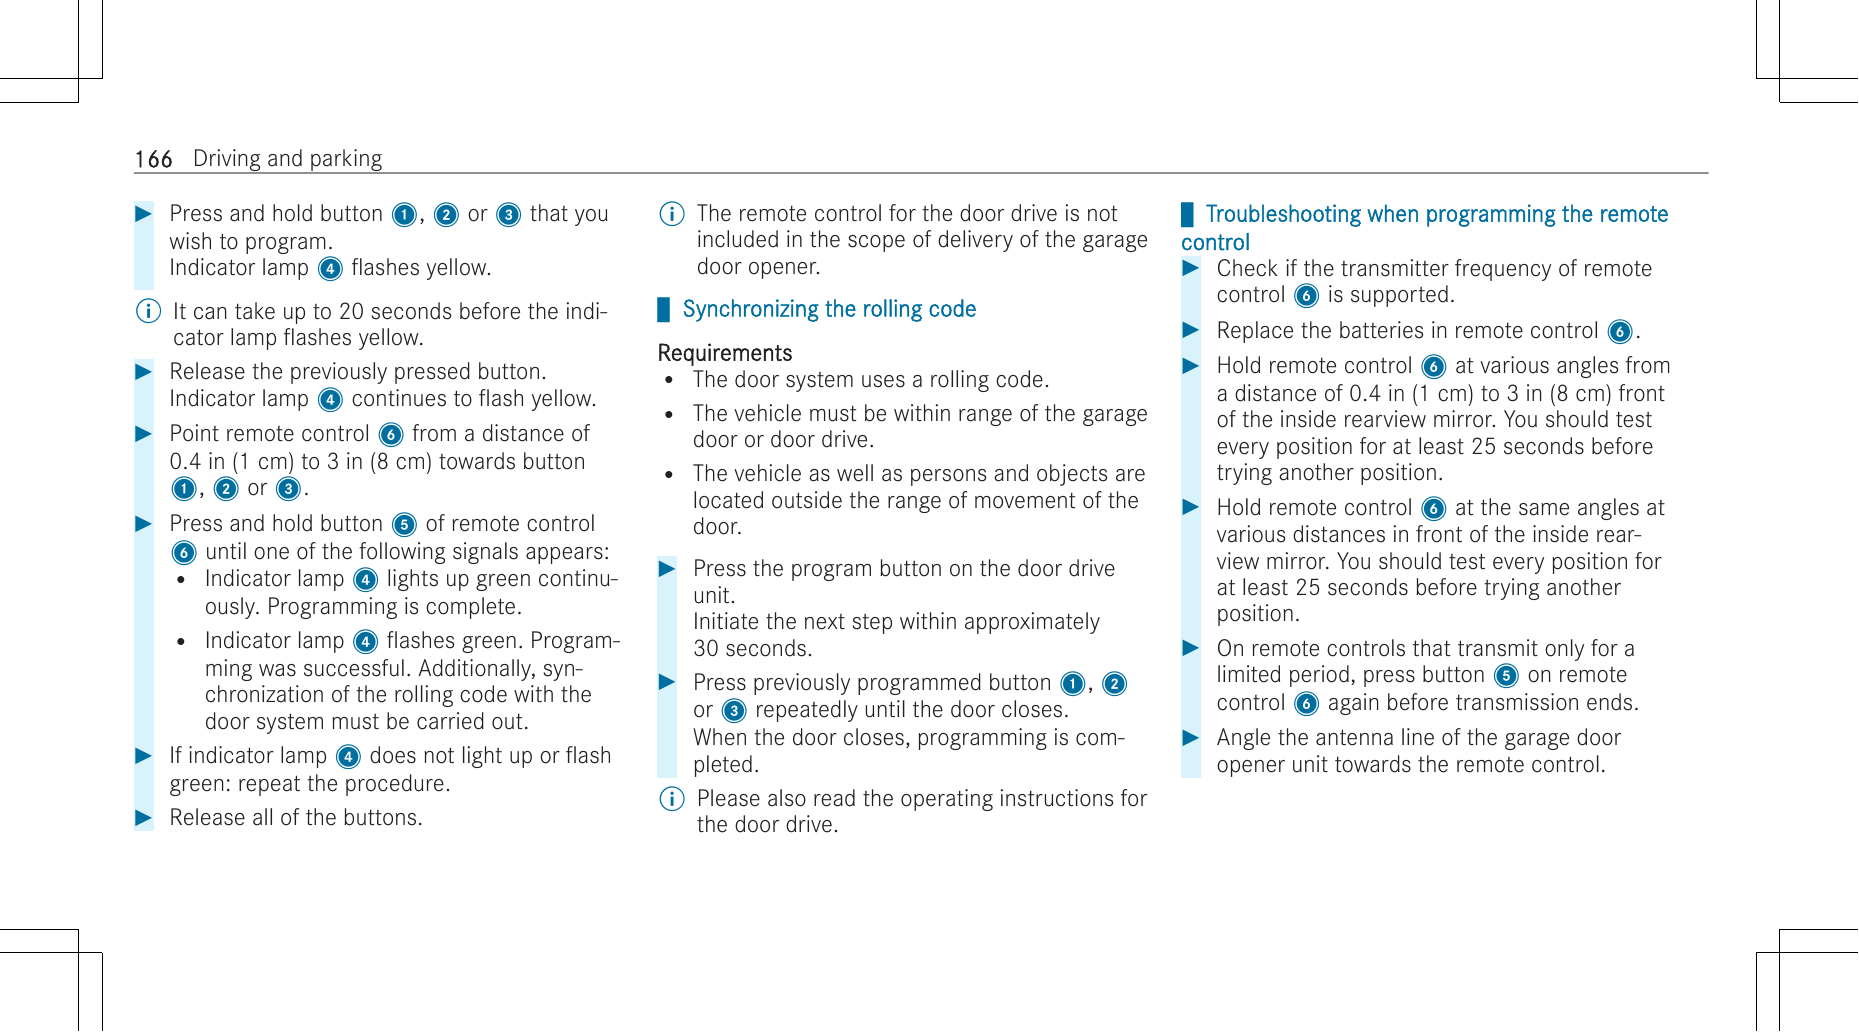 166 Driving and parking
Press and hold button 1, 2 or 3 that you
wish to program.
Indicator lamp 4 flashes yellow.
It can take up to 20 seconds before the indi-
cator lamp flashes yellow.
Release the previously pressed button.
Indicator lamp 4 continues to flash yellow.
Point remote control 6 from a distance of
0.4 in (1 cm) to 3 in (8 cm) towards button
1, 2 or 3.
Press and hold button 5 of remote control
6 until one of the following signals appears:
• Indicator lamp 4 lights up green continu-
ously. Programming is complete.
• Indicator lamp 4 flashes green. Program-
ming was successful. Additionally, syn-
chronization of the rolling code with the
door system must be carried out.
If indicator lamp 4 does not light up or flash
green: repeat the procedure.
Release all of the buttons.
The remote control for the door drive is not
included in the scope of delivery of the garage
door opener.
Synchronizing the rolling code
Requirements
• The door system uses a rolling code.
• The vehicle must be within range of the garage
door or door drive.
• The vehicle as well as persons and objects are
located outside the range of movement of the
door.
Press the program button on the door drive
unit.
Initiate the next step within approximately
30 seconds.
Press previously programmed button 1, 2
or 3 repeatedly until the door closes.
When the door closes, programming is com-
pleted.
Please also read the operating instructions for
the door drive.
Troubleshooting when programming the remote
control
Check if the transmitter frequency of remote
control 6 is supported.
Replace the batteries in remote control 6.
Hold remote control 6 at various angles from
a distance of 0.4 in (1 cm) to 3 in (8 cm) front
of the inside rearview mirror. You should test
every position for at least 25 seconds before
trying another position.
Hold remote control 6 at the same angles at
various distances in front of the inside rear-
view mirror. You should test every position for
at least 25 seconds before trying another
position.
On remote controls that transmit only for a
limited period, press button 5 on remote
control 6 again before transmission ends.
Angle the antenna line of the garage door
opener unit towards the remote control.